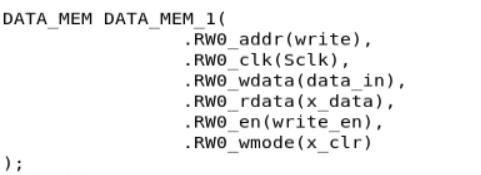 DATA_MEM DATA_MEM_1(
.RW0_addr(write),
.RW0_clk(Sclk),
.RW0_wdata(data_in),
.RW0_rdata(x_data),
.RW0_en(write_en),
.RW0_wmode(x_clr)
);